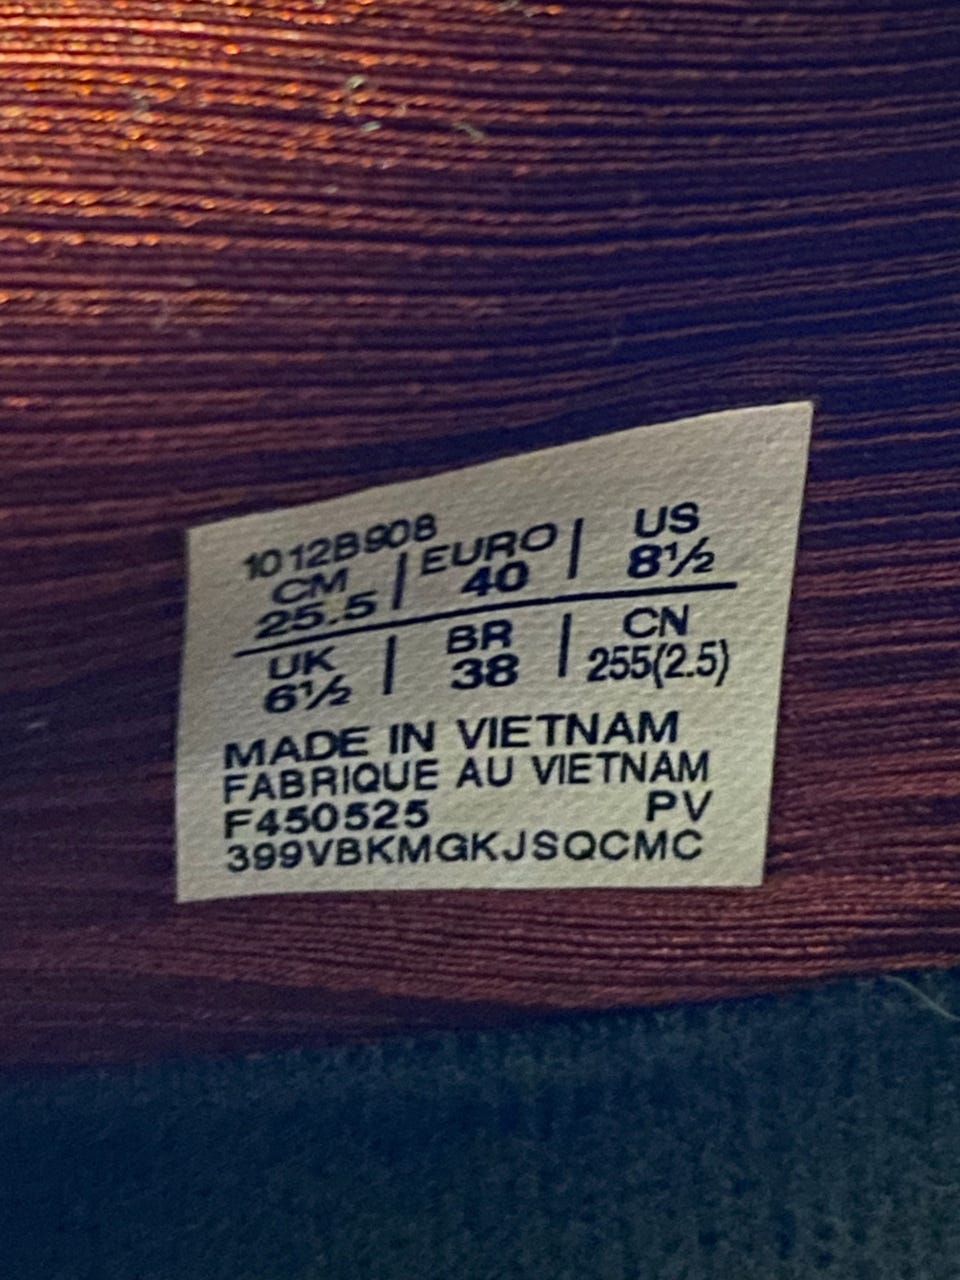 1012B908
CM | EURO | US
25.5 | 40 | 8½
UK | BR | CN
6½ | 38 | 255(2.5)
MADE IN VIETNAM
FABRIQUE AU VIETNAM
F450525 PV
399VBKMGKJSQCMC